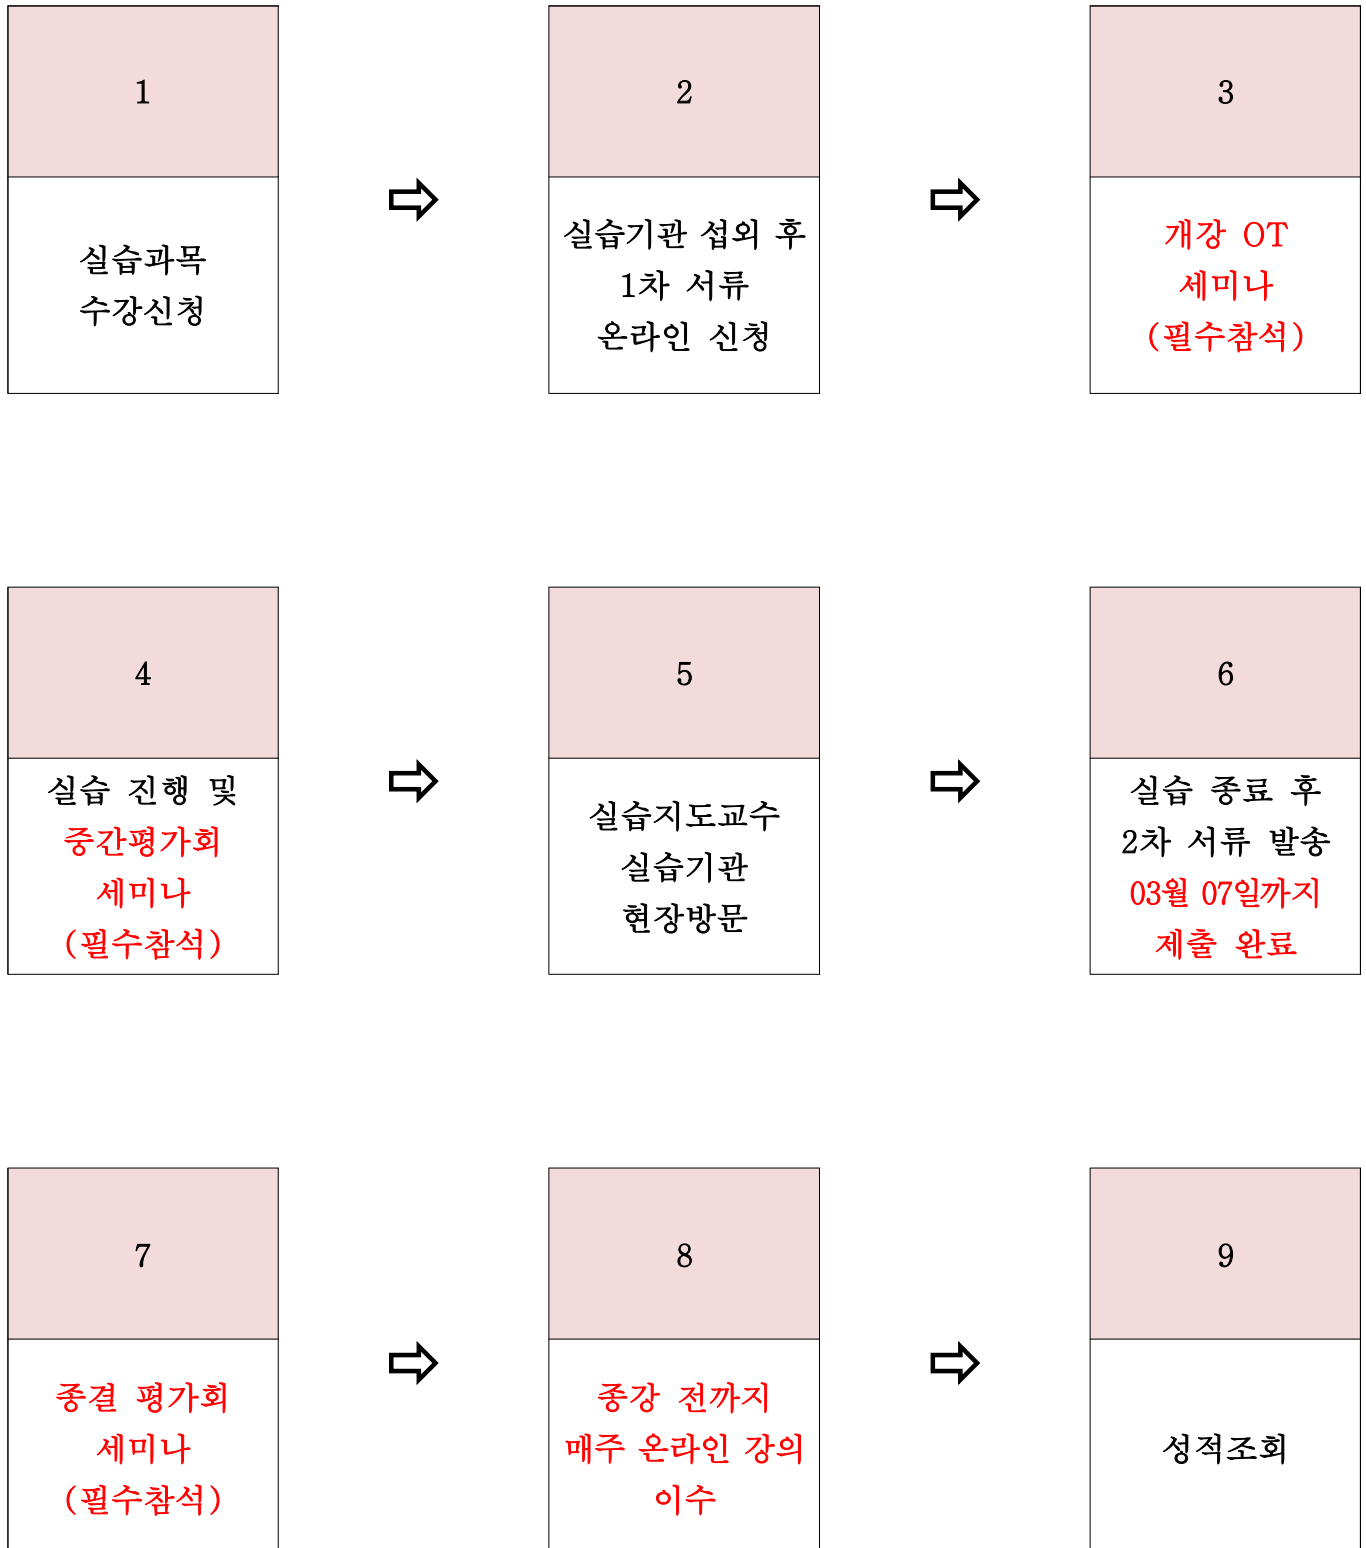 1
실습과목
수강신청
2
실습기관 섭외 후
1차 서류
온라인 신청
3
개강 OT
세미나
(필수참석)
4
실습 진행 및
중간평가회
세미나
(필수참석)
5
실습지도교수
실습기관
현장방문
6
실습 종료 후
2차 서류 발송
03월 07일까지
제출 완료
7
종결 평가회
세미나
(필수참석)
8
종강 전까지
매주 온라인 강의
이수
9
성적조회